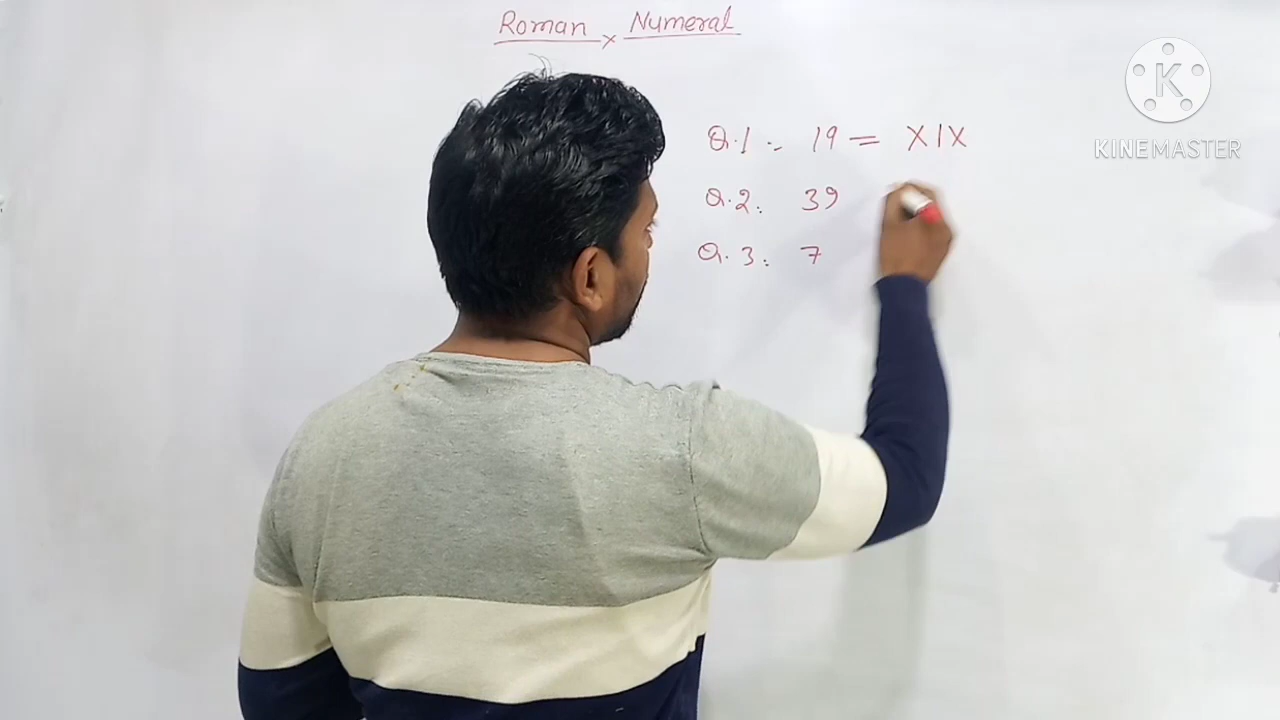 Roman Numeral
Q.1 :- 19 = XIX
Q.2. 39
Q.3. 7
K
KINEMASTER